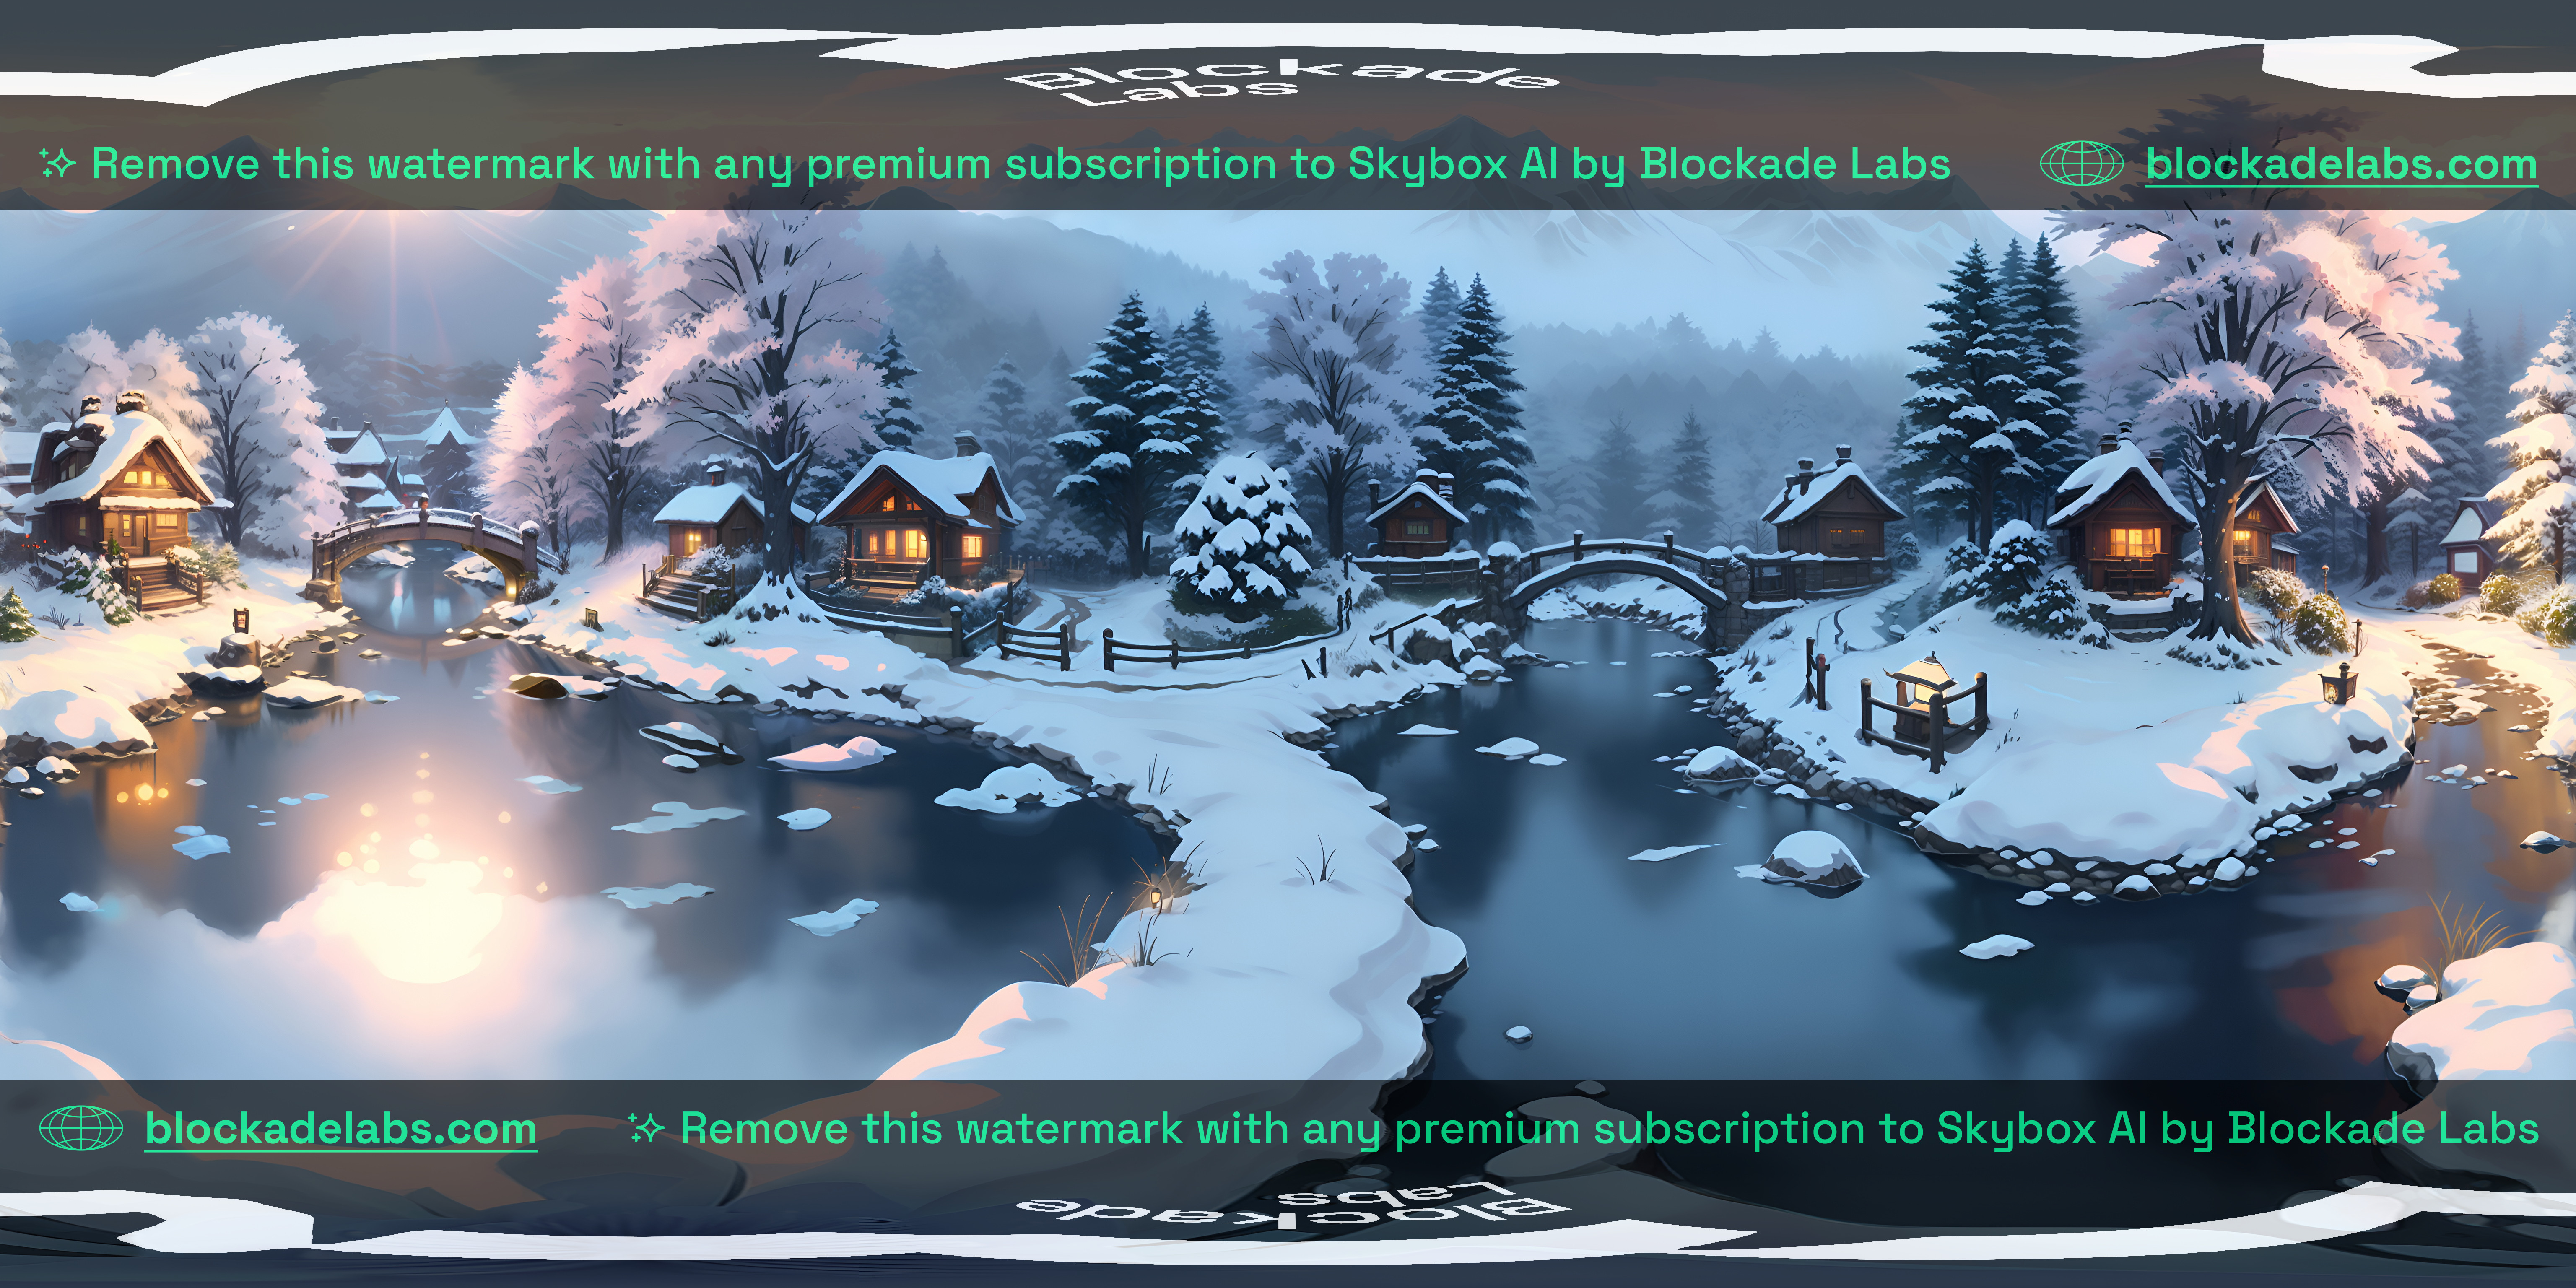 Blockade
Labs
Remove this watermark with any premium subscription to Skybox AI by Blockade Labs
blockadelabs.com
blockadelabs.com
Remove this watermark with any premium subscription to Skybox AI by Blockade Labs
Blockade
Labs